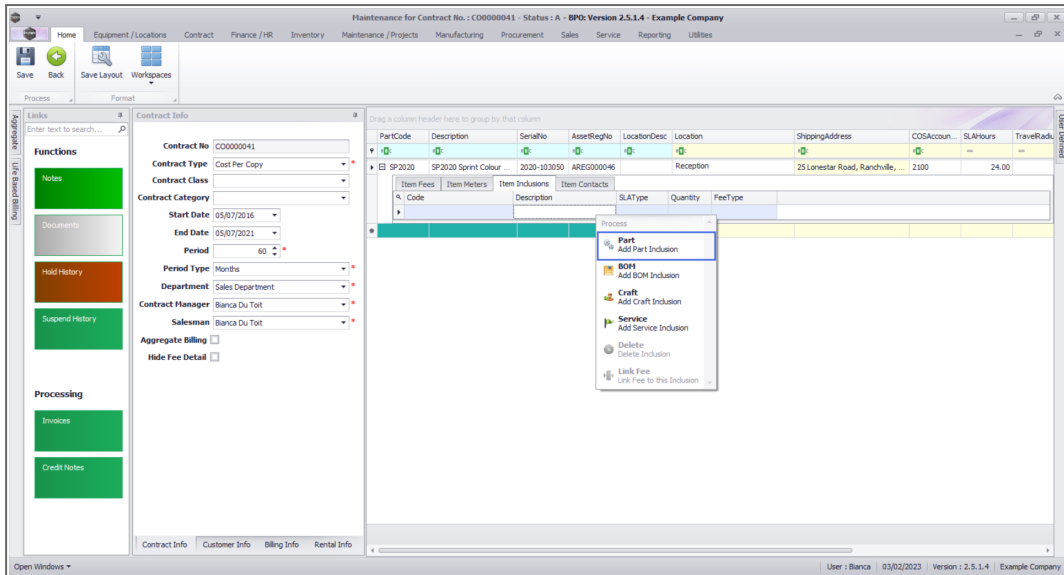 Maintenance for Contract No. : CO0000041 - Status : A - BPO: Version 2.5.1.4 - Example Company
Home Equipment / Locations Contract Finance / HR Inventory Maintenance / Projects Manufacturing Procurement Sales Service Reporting Utilities
Save Back Save Layout Workspaces
Process Format
Aggregate
Life Based Billing
Links
Enter text to search...
Functions
Notes
Documents
Hold History
Suspend History
Processing
Invoices
Credit Notes
Contract Info
Contract No CO0000041
Contract Type Cost Per Copy *
Contract Class
Contract Category
Start Date 05/07/2016
End Date 05/07/2021
Period 60 *
Period Type Months *
Department Sales Department *
Contract Manager Bianca Du Toit *
Salesman Bianca Du Toit *
Aggregate Billing
Hide Fee Detail
Contract Info Customer Info Billing Info Rental Info
Drag a column header here to group by that column
PartCode Description SerialNo AssetRegNo LocationDesc Location ShippingAddress COSAccoun... SLAHours TravelRadiu
SP2020 SP2020 Sprint Colour ... 2020-103050 AREG000046 Reception 25 Lonestar Road, Ranchville, ... 2100 24.00
Item Fees Item Meters Item Inclusions Item Contacts
Code Description SLAType Quantity FeeType
Process
Part
Add Part Inclusion
BOM
Add BOM Inclusion
Craft
Add Craft Inclusion
Service
Add Service Inclusion
Delete
Delete Inclusion
Link Fee
Link Fee to this Inclusion
User Defined
Open Windows
User : Bianca 03/02/2023 Version : 2.5.1.4 Example Company